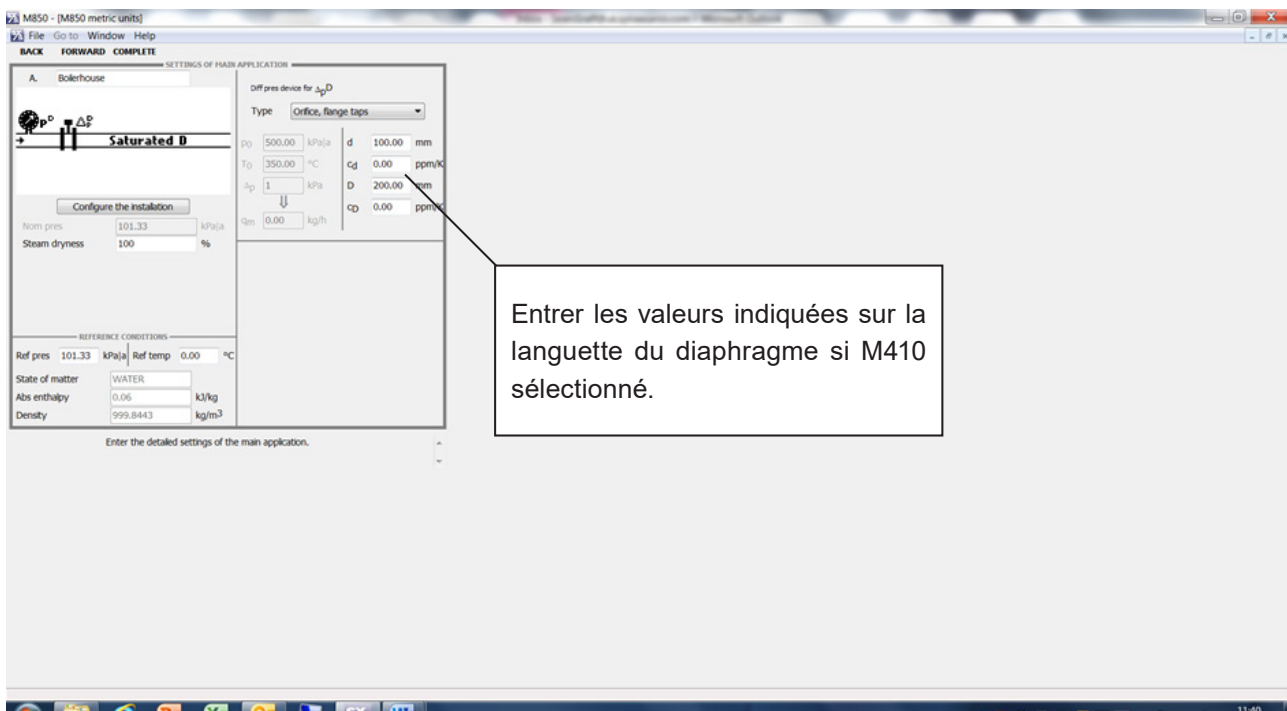 M850 - [M850 metric units]
File Go to Window Help
BACK FORWARD COMPLETE
SETTINGS OF MAIN APPLICATION
A. Boilerhouse
pD Δp
Saturated D
Configure the installation
Nom pres 101.33 kPa|a
Steam dryness 100 %
REFERENCE CONDITIONS
Ref pres 101.33 kPa|a Ref temp 0.00 °C
State of matter WATER
Abs enthalpy 0.06 kJ/kg
Density 999.8443 kg/m3
Diff pres device for ΔpD
Type Orifice, flange taps
p0 500.00 kPa|a
T0 350.00 °C
Δp 1 kPa
qm 0.00 kg/h
d 100.00 mm
cd 0.00 ppm/K
D 200.00 mm
cD 0.00 ppm/K
Enter the detailed settings of the main application.
Entrer les valeurs indiquées sur la
languette du diaphragme si M410
sélectionné.
11:40